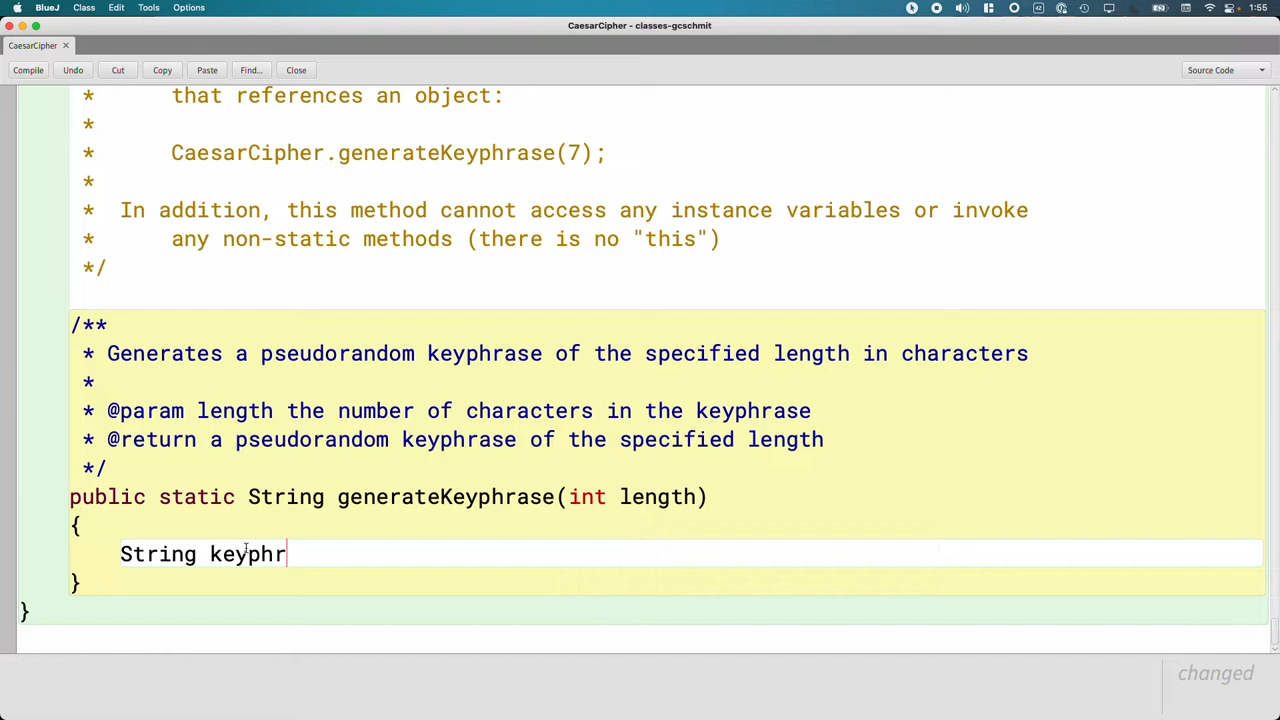 BlueJ Class Edit Tools Options 1:55
CaesarCipher - classes-gcschmit
CaesarCipher ×
Compile Undo Cut Copy Paste Find... Close Source Code
* that references an object:
*
* CaesarCipher.generateKeyphrase(7);
*
* In addition, this method cannot access any instance variables or invoke
* any non-static methods (there is no "this")
*/
/**
* Generates a pseudorandom keyphrase of the specified length in characters
*
* @param length the number of characters in the keyphrase
* @return a pseudorandom keyphrase of the specified length
*/
public static String generateKeyphrase(int length)
{
String keyphr
}
}
changed